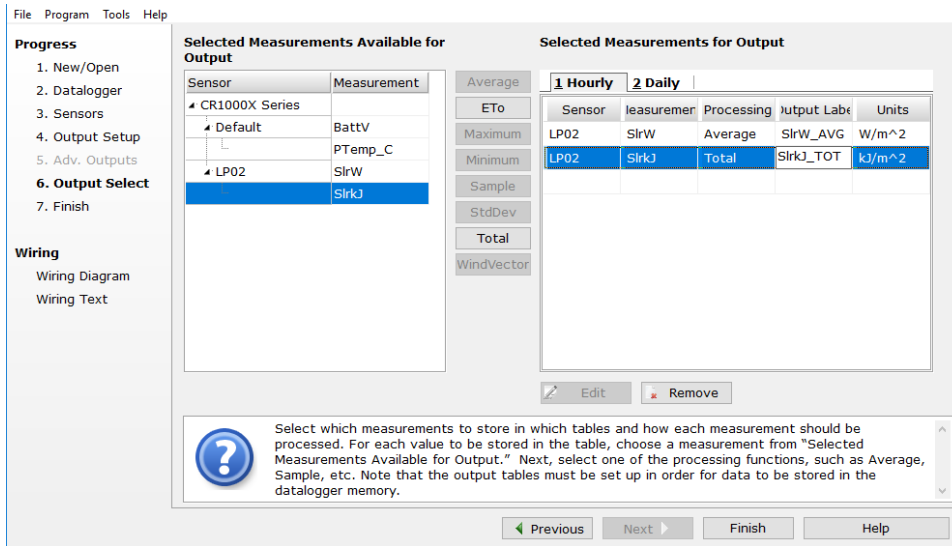 File Program Tools Help
Progress
1. New/Open
2. Datalogger
3. Sensors
4. Output Setup
5. Adv. Outputs
6. Output Select
7. Finish
Wiring
Wiring Diagram
Wiring Text
Selected Measurements Available for
Output
Sensor Measurement
CR1000X Series
Default BattV
PTemp_C
LP02 SlrW
SlrkJ
Average
ETo
Maximum
Minimum
Sample
StdDev
Total
WindVector
Selected Measurements for Output
1 Hourly 2 Daily
Sensor leasuremen Processing utput Labe Units
LP02 SlrW Average SlrW_AVG W/m^2
LP02 SlrkJ Total SlrkJ_TOT kJ/m^2
Edit Remove
Select which measurements to store in which tables and how each measurement should be
processed. For each value to be stored in the table, choose a measurement from “Selected
Measurements Available for Output.” Next, select one of the processing functions, such as Average,
Sample, etc. Note that the output tables must be set up in order for data to be stored in the
datalogger memory.
Previous Next Finish Help